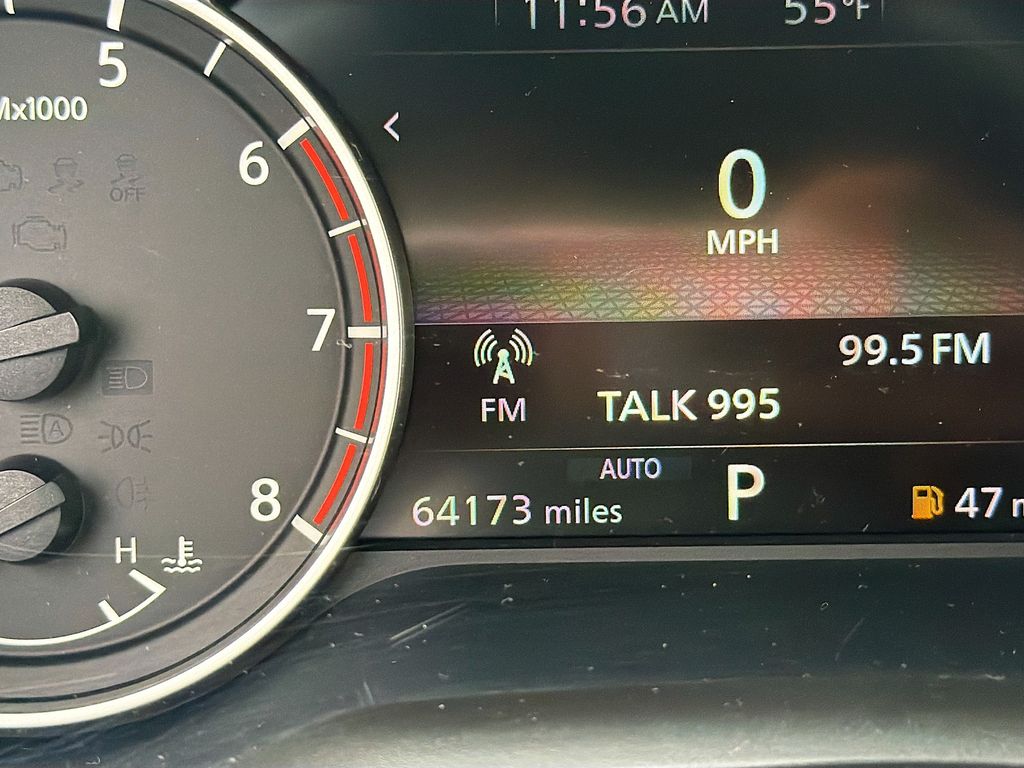 11:56 AM 55°F
5
Mx1000
6
OFF
<
0
MPH
7
99.5 FM
FM
TALK 995
A
AUTO
8
64173 miles
P
47 m
H